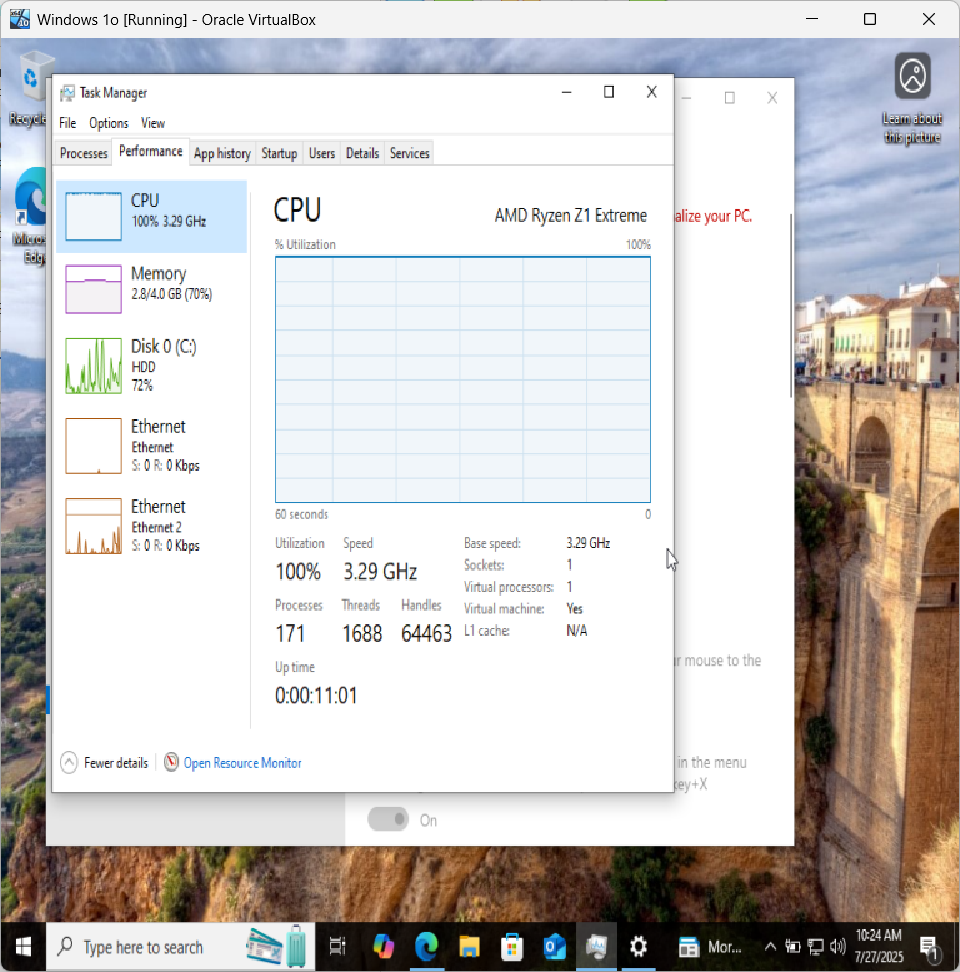 Windows 1o [Running] - Oracle VirtualBox
Recycle
Learn about
this picture
Micros
Edg
Task Manager
File Options View
Processes Performance App history Startup Users Details Services
CPU
100% 3.29 GHz
Memory
2.8/4.0 GB (70%)
Disk 0 (C:)
HDD
72%
Ethernet
Ethernet
S: 0 R: 0 Kbps
Ethernet
Ethernet 2
S: 0 R: 0 Kbps
CPU AMD Ryzen Z1 Extreme
% Utilization 100%
60 seconds 0
Utilization Speed
100% 3.29 GHz
Processes Threads Handles
171 1688 64463
Up time
0:00:11:01
Base speed: 3.29 GHz
Sockets: 1
Virtual processors: 1
Virtual machine: Yes
L1 cache: N/A
Fewer details Open Resource Monitor
alize your PC.
r mouse to the
in the menu
key+X
On
Type here to search
Mor...
10:24 AM
7/27/2025
1